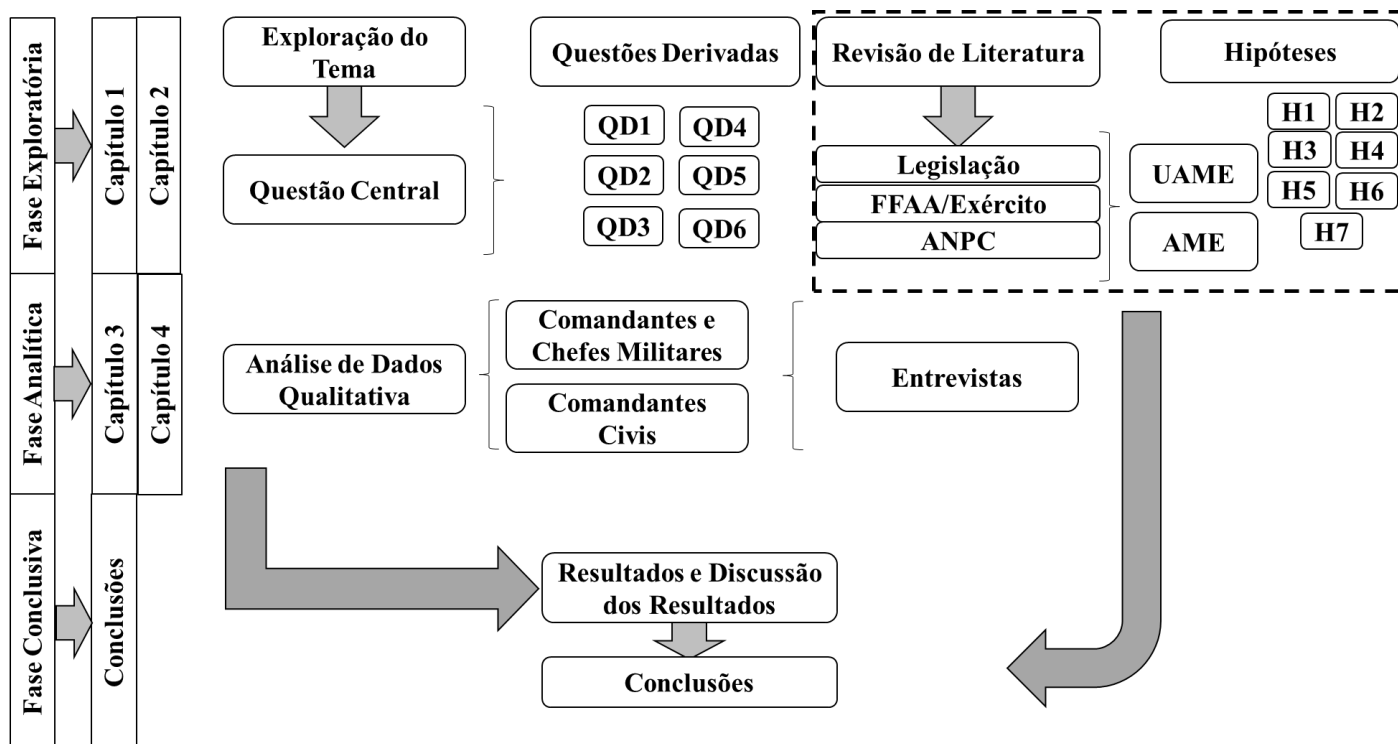 Fase Exploratória
Capítulo 1
Capítulo 2
Exploração do
Tema
Questão Central
Questões Derivadas
QD1
QD4
QD2
QD5
QD3
QD6
Revisão de Literatura
Legislação
FFAA/Exército
ANPC
UAME
AME
Hipóteses
H1
H2
H3
H4
H5
H6
H7
Fase Analítica
Capítulo 3
Capítulo 4
Análise de Dados
Qualitativa
Comandantes e
Chefes Militares
Comandantes
Civis
Entrevistas
Fase Conclusiva
Conclusões
Resultados e Discussão
dos Resultados
Conclusões